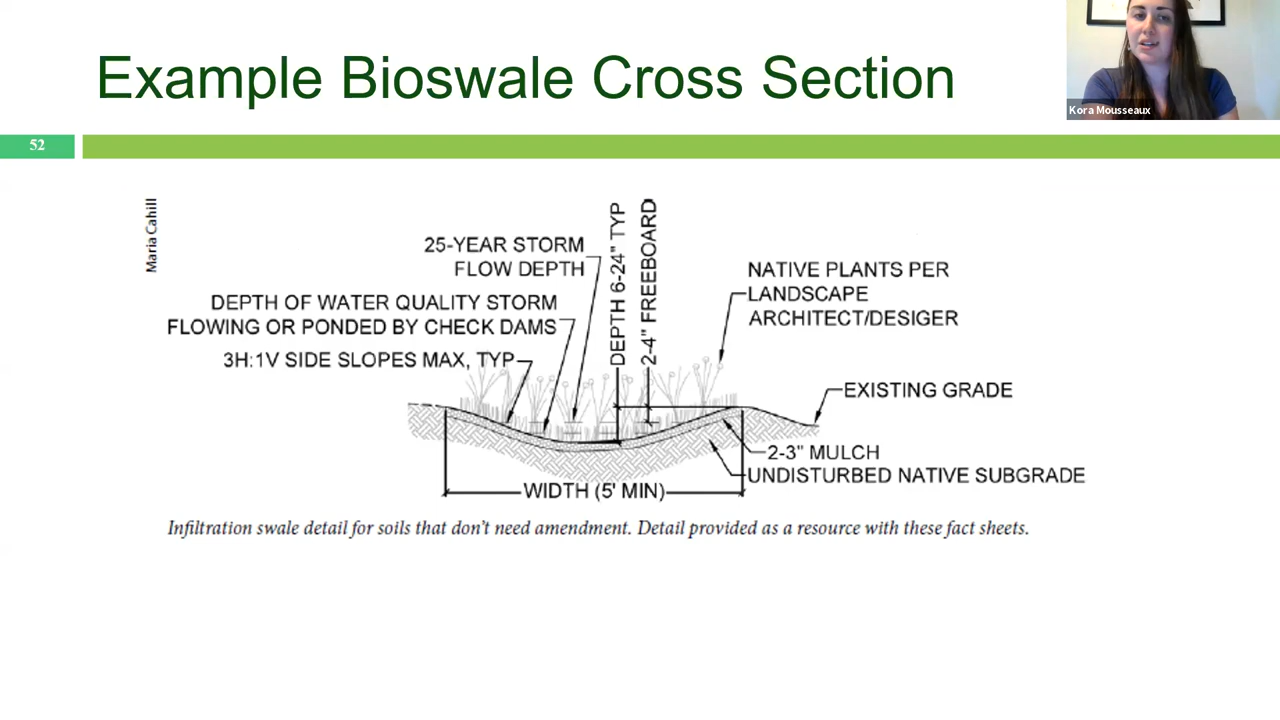 Example Bioswale Cross Section
Kora Mousseaux
52
Maria Cahill
25-YEAR STORM
FLOW DEPTH
DEPTH OF WATER QUALITY STORM
FLOWING OR PONDED BY CHECK DAMS
3H:1V SIDE SLOPES MAX, TYP
DEPTH 6-24" TYP
2-4" FREEBOARD
NATIVE PLANTS PER
LANDSCAPE
ARCHITECT/DESIGER
EXISTING GRADE
2-3" MULCH
UNDISTURBED NATIVE SUBGRADE
WIDTH (5' MIN)
Infiltration swale detail for soils that don't need amendment. Detail provided as a resource with these fact sheets.